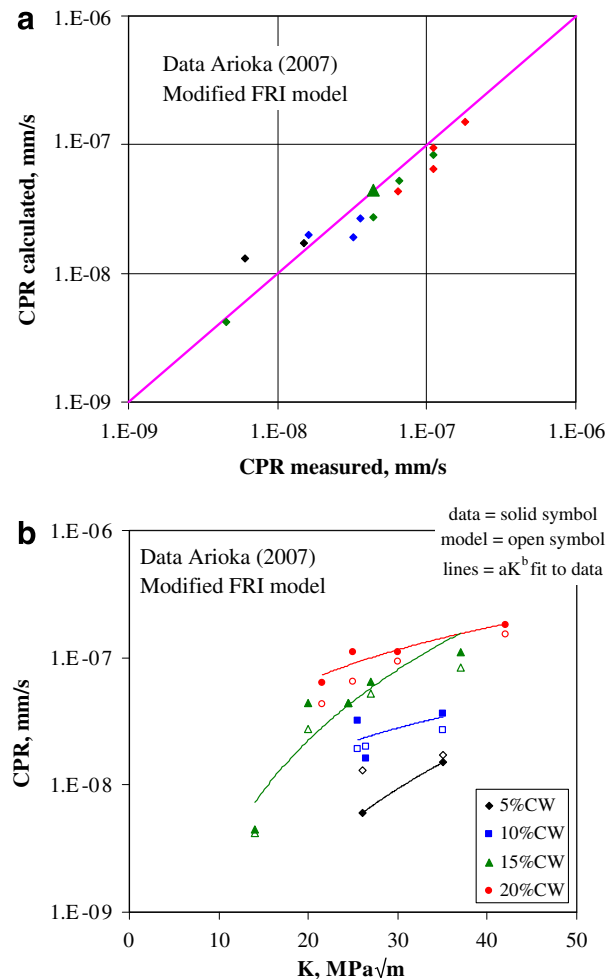 a
1.E-06
Data Arioka (2007)
Modified FRI model
1.E-07
1.E-08
1.E-09
CPR calculated, mm/s
1.E-09 1.E-08 1.E-07 1.E-06
CPR measured, mm/s
b
data = solid symbol
model = open symbol
lines = aK^b fit to data
1.E-06
Data Arioka (2007)
Modified FRI model
1.E-07
1.E-08
1.E-09
CPR, mm/s
5%CW
10%CW
15%CW
20%CW
0 10 20 30 40 50
K, MPa√m